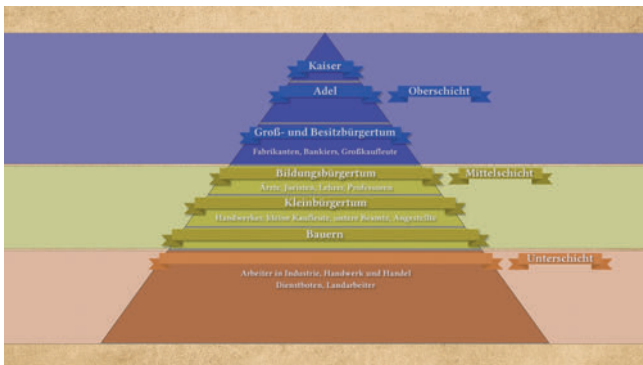 Kaiser
Adel
Oberschicht
Groß- und Besitzbürgertum
Fabrikanten, Bankiers, Großkaufleute
Bildungsbürgertum
Mittelschicht
Ärzte, Juristen, Lehrer, Professoren
Kleinbürgertum
Handwerker, kleine Kaufleute, untere Beamte, Angestellte
Bauern
Unterschicht
Arbeiter in Industrie, Handwerk und Handel
Dienstboten, Landarbeiter